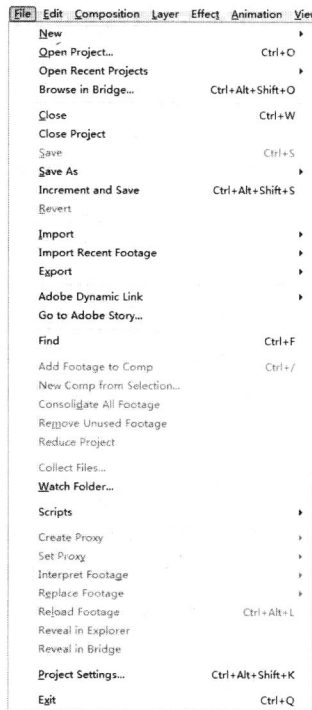 File Edit Composition Layer Effect Animation View
New
Open Project... Ctrl+O
Open Recent Projects
Browse in Bridge... Ctrl+Alt+Shift+O
Close Ctrl+W
Close Project
Save Ctrl+S
Save As
Increment and Save Ctrl+Alt+Shift+S
Revert
Import
Import Recent Footage
Export
Adobe Dynamic Link
Go to Adobe Story...
Find Ctrl+F
Add Footage to Comp Ctrl+/
New Comp from Selection...
Consolidate All Footage
Remove Unused Footage
Reduce Project
Collect Files...
Watch Folder...
Scripts
Create Proxy
Set Proxy
Interpret Footage
Replace Footage
Reload Footage Ctrl+Alt+L
Reveal in Explorer
Reveal in Bridge
Project Settings... Ctrl+Alt+Shift+K
Exit Ctrl+Q